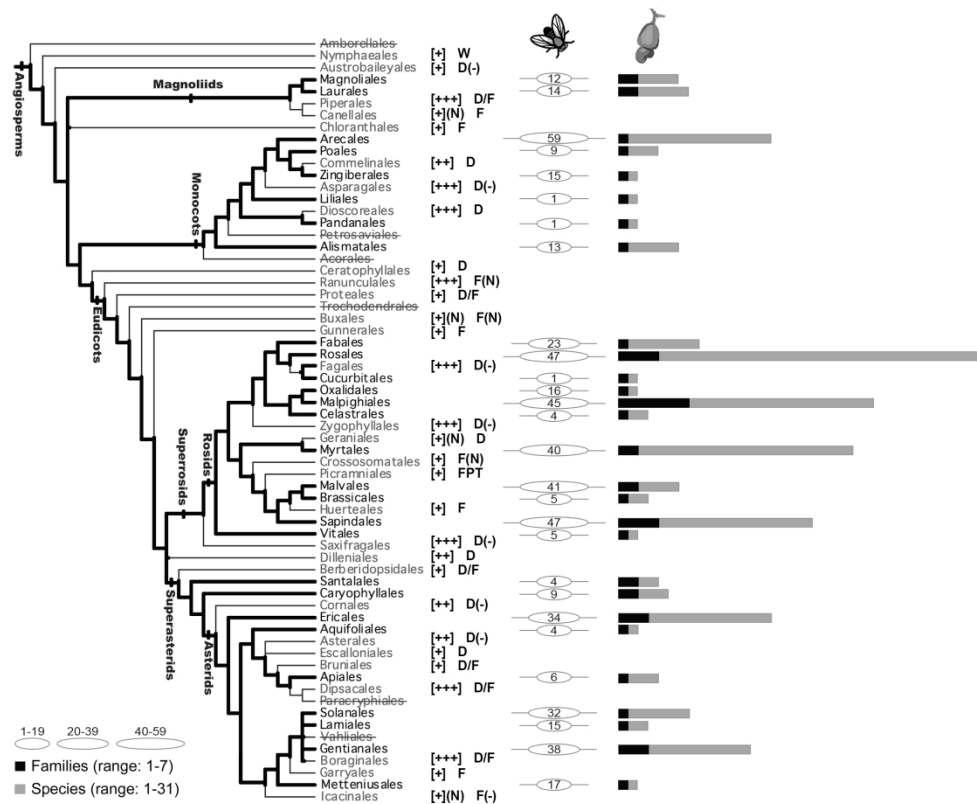 Amborellales
Nymphaeales [+] W
Austrobaileyales [+] D(-)
Magnoliales 12
Laurales 14
Piperales [+++] D/F
Canellales [+](N) F
Chloranthales [+] F
Arecales 59
Poales 9
Commelinales [++] D
Zingiberales 15
Asparagales [+++] D(-)
Liliales 1
Dioscoreales [+++] D
Pandanales 1
Petrosaviales
Alismatales 13
Acorales
Ceratophyllales [+] D
Ranunculales [+++] F(N)
Proteales [+] D/F
Trochodendrales
Buxales [+](N) F(N)
Gunnerales [+] F
Fabales 23
Rosales 47
Fagales [+++] D(-)
Cucurbitales 1
Oxalidales 16
Malpighiales 45
Celastrales 4
Zygophyllales [+++] D(-)
Geraniales [+](N) D
Myrtales 40
Crossosomatales [+] F(N)
Picramniales [+] FPT
Malvales 41
Brassicales 5
Huerteales [+] F
Sapindales 47
Vitales 5
Saxifragales [+++] D(-)
Dilleniales [++] D
Berberidopsidales [+] D/F
Santalales 4
Caryophyllales 9
Cornales [++] D(-)
Ericales 34
Aquifoliales 4
Asterales [++] D(-)
Escalloniales [+] D
Bruniales [+] D/F
Apiales 6
Dipsacales [+++] D/F
Paracryphiales
Solanales 32
Lamiales 15
Vahliales
Gentianales 38
Boraginales [+++] D/F
Garryales [+] F
Metteniusales 17
Icacinales [+](N) F(-)
Angiosperms
Magnoliids
Monocots
Eudicots
Superrosids
Rosids
Superasterids
Asterids
1-19 20-39 40-59
Families (range: 1-7)
Species (range: 1-31)